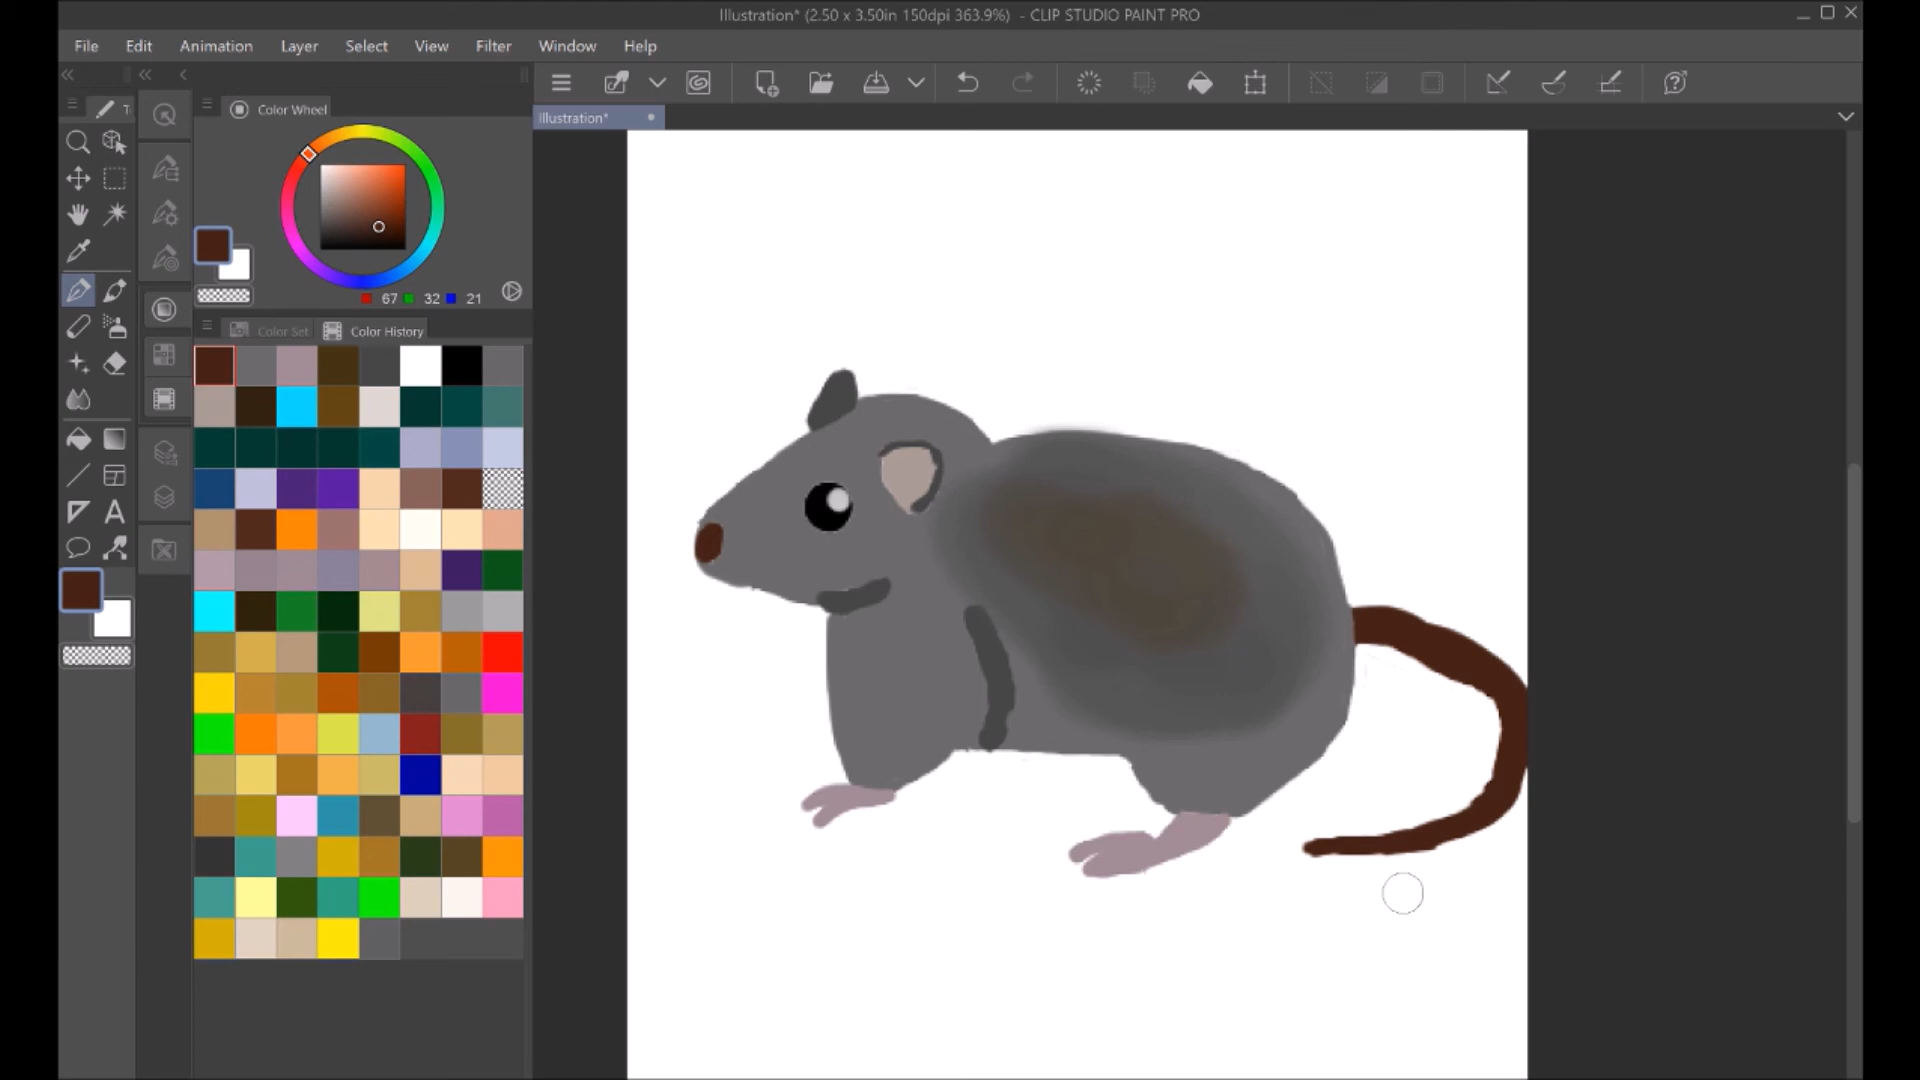 Illustration* (2.50 x 3.50in 150dpi 363.9%) - CLIP STUDIO PAINT PRO
File Edit Animation Layer Select View Filter Window Help
T
Color Wheel
Illustration*
67 32 21
Color Set Color History
A